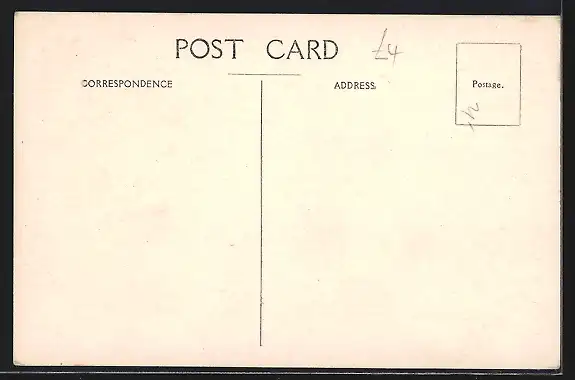 POST CARD £4
CORRESPONDENCE
ADDRESS
Postage.